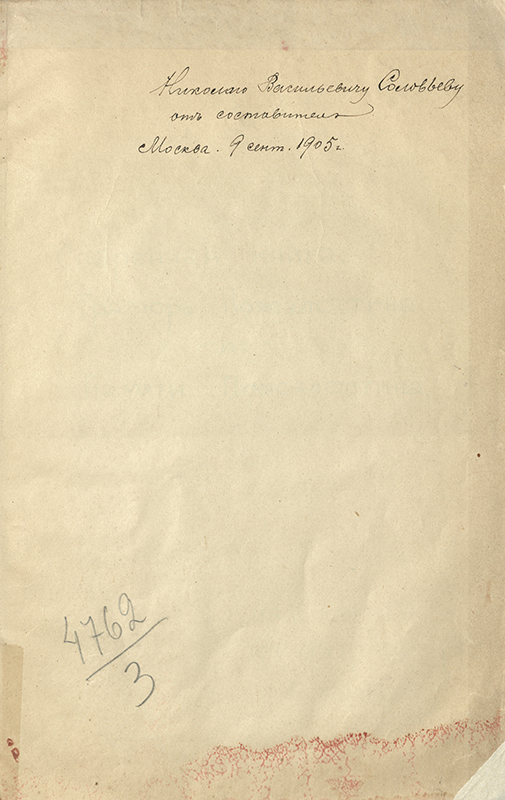 Николаю Васильевичу Соловьеву
отъ составителя
Москва. 9 сент. 1905 г.
4762
3